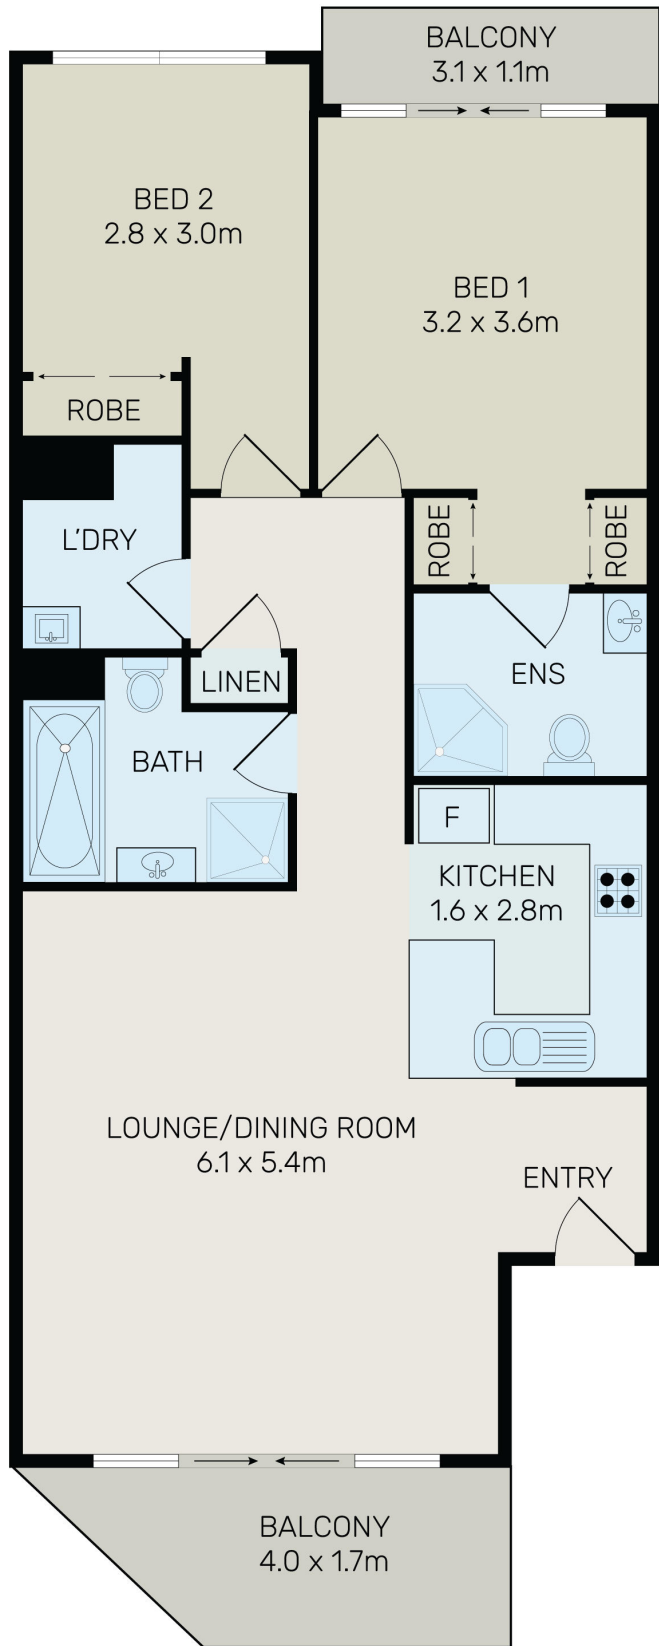 BALCONY
3.1 x 1.1m
BED 2
2.8 x 3.0m
BED 1
3.2 x 3.6m
ROBE
ROBE
ROBE
L'DRY
LINEN
ENS
BATH
F
KITCHEN
1.6 x 2.8m
LOUNGE/DINING ROOM
6.1 x 5.4m
ENTRY
BALCONY
4.0 x 1.7m